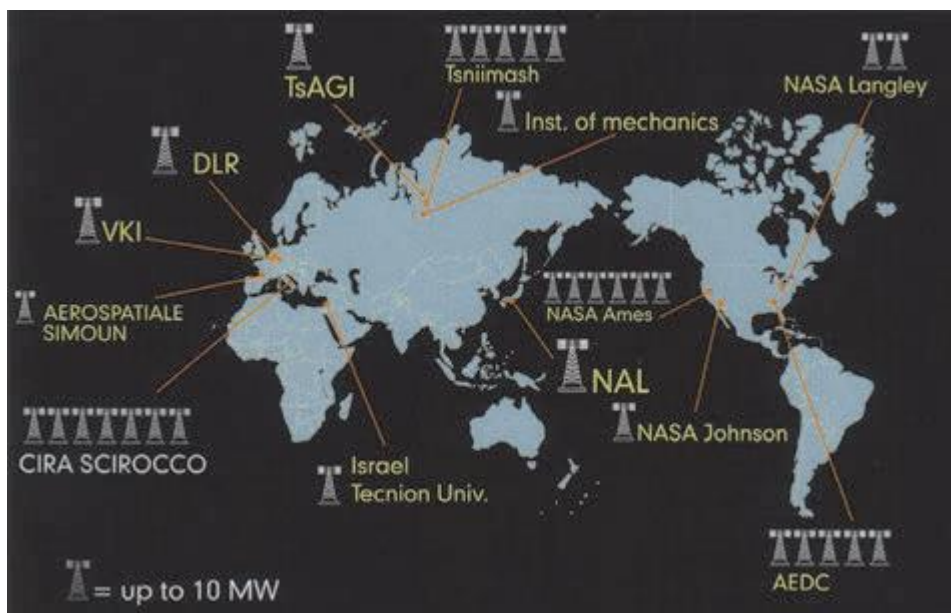 TsAGI
Tsniimash
NASA Langley
Inst. of mechanics
DLR
VKI
AEROSPATIALE
SIMOUN
NASA Ames
NAL
NASA Johnson
CIRA SCIROCCO
Israel
Tecnion Univ.
AEDC
= up to 10 MW